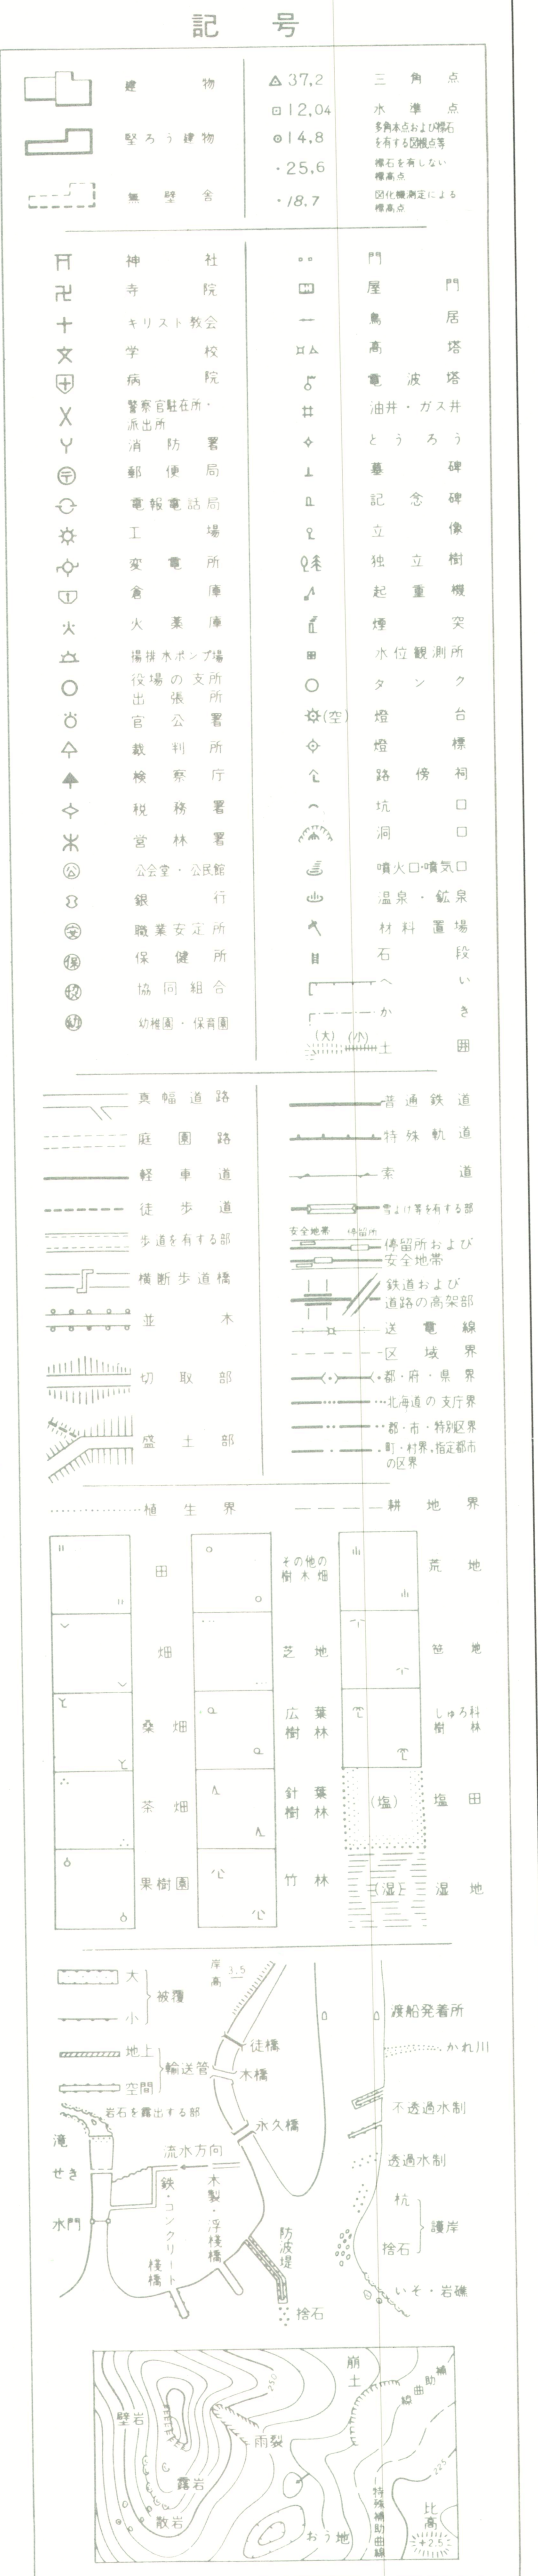 記号
建物
堅ろう建物
無壁舎
37,2 三角点
12,04 水準点
14,8 多角本点および標石
を有する図根点等
25,6 標石を有しない
標高点
18.7 図化機測定による
標高点
神社
寺院
キリスト教会
学校
病院
警察官駐在所・
派出所
消防署
郵便局
電報電話局
工場
変電所
倉庫
火薬庫
揚排水ポンプ場
役場の支所
出張所
官公署
裁判所
検察庁
税務署
営林署
公会堂・公民館
銀行
職業安定所
保健所
協同組合
幼稚園・保育園
門
屋門
鳥居
高塔
電波塔
油井・ガス井
とうろう
墓碑
記念碑
立像
独立樹
起重機
煙突
水位観測所
タンク
(空) 燈台
燈標
路傍祠
坑口
洞口
噴火口・噴気口
温泉・鉱泉
材料置場
石段
へい
かき
(大) (小) 土囲
真幅道路
庭園路
軽車道
徒歩道
歩道を有する部
横断歩道橋
並木
切取部
盛土部
普通鉄道
特殊軌道
索道
雪よけ等を有する部
安全地帯 停留所
停留所および
安全地帯
鉄道および
道路の高架部
送電線
区域界
都・府・県界
北海道の支庁界
郡・市・特別区界
町・村界,指定都市
の区界
植生界
耕地界
田
畑
桑畑
茶畑
果樹園
その他の
樹木畑
芝地
広葉
樹林
針葉
樹林
竹林
荒地
笹地
しゅろ科
樹林
(塩) 塩田
(湿) 湿地
大
小
被覆
地上
空間
輸送管
岩石を露出する部
滝
せき
水門
岸高 3.5
徒橋
木橋
永久橋
流水方向
鉄・コンクリート桟橋
木製・浮桟橋
防波堤
捨石
渡船発着所
かれ川
不透過水制
透過水制
杭
捨石
護岸
いそ・岩礁
壁岩
露岩
散岩
250
雨裂
崩土
補助曲線
おう地
特殊補助曲線
225
比高
+2.5